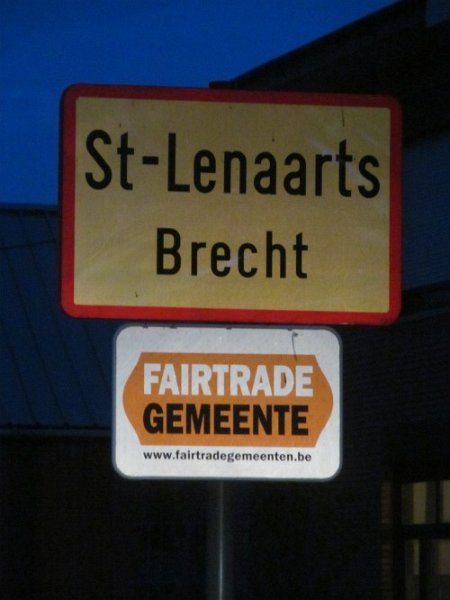 St-Lenaarts
Brecht
FAIRTRADE
GEMEENTE
www.fairtradegemeenten.be